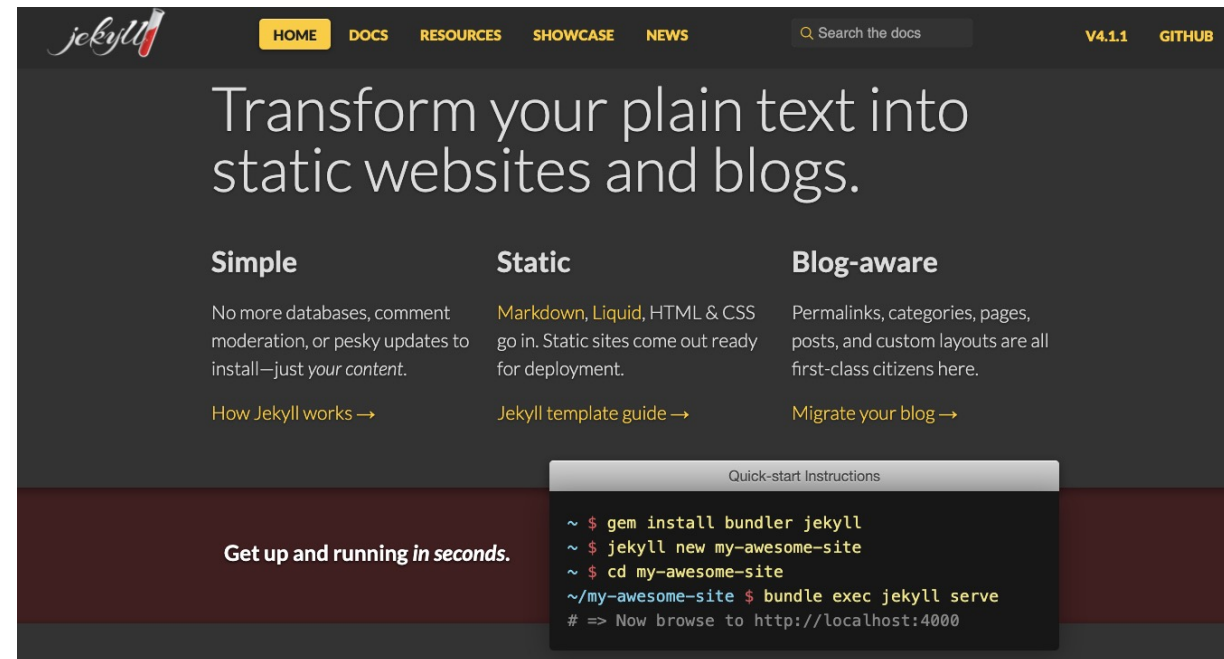 jekyll
HOME DOCS RESOURCES SHOWCASE NEWS
Search the docs
V4.1.1 GITHUB
Transform your plain text into
static websites and blogs.
Simple
No more databases, comment
moderation, or pesky updates to
install—just your content.
How Jekyll works →
Static
Markdown, Liquid, HTML & CSS
go in. Static sites come out ready
for deployment.
Jekyll template guide →
Blog-aware
Permalinks, categories, pages,
posts, and custom layouts are all
first-class citizens here.
Migrate your blog →
Get up and running in seconds.
Quick-start Instructions
~ $ gem install bundler jekyll
~ $ jekyll new my-awesome-site
~ $ cd my-awesome-site
~/my-awesome-site $ bundle exec jekyll serve
# => Now browse to http://localhost:4000